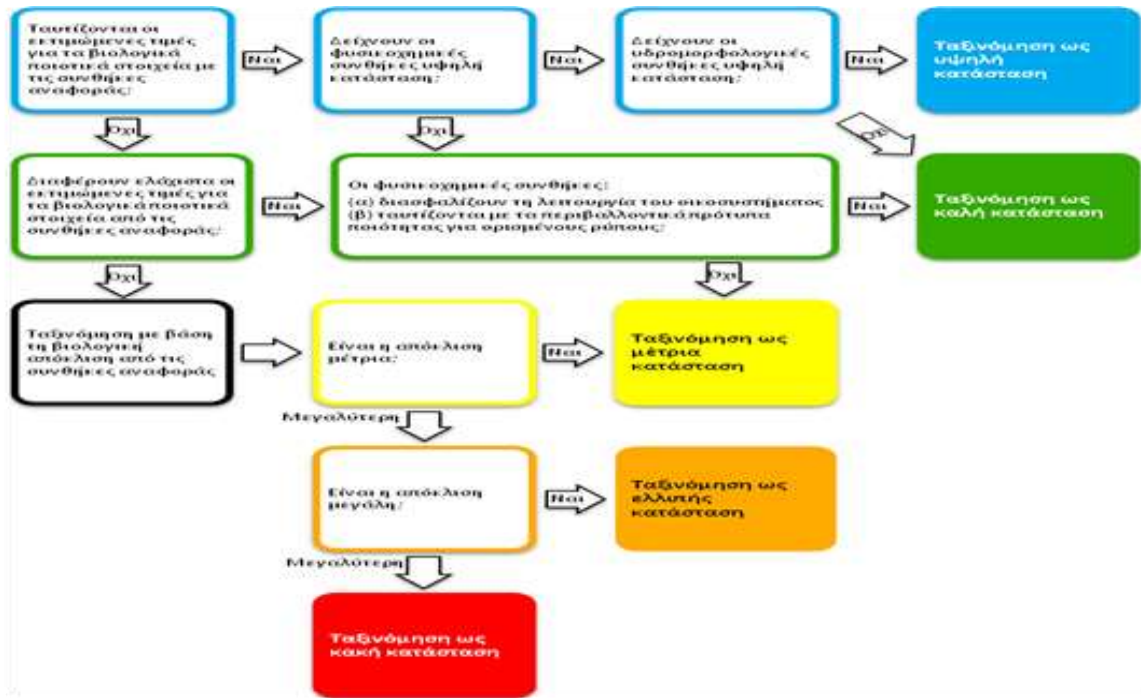 Ταυτίζονται οι
εκτιμώμενες τιμές
για τα βιολογικά
ποιοτικά στοιχεία με
τις συνθήκες
αναφοράς;
Ναι
Δείχνουν οι
φυσικοχημικές
συνθήκες υψηλή
κατάσταση;
Ναι
Δείχνουν οι
υδρομορφολογικές
συνθήκες υψηλή
κατάσταση;
Ναι
Ταξινόμηση ως
υψηλή
κατάσταση
Όχι
Όχι
Όχι
Διαφέρουν ελάχιστα οι
εκτιμώμενες τιμές για
τα βιολογικά ποιοτικά
στοιχεία από τις
συνθήκες αναφοράς;
Ναι
Οι φυσικοχημικές συνθήκες:
(α) διασφαλίζουν τη λειτουργία του οικοσυστήματος
(β) ταυτίζονται με τα περιβαλλοντικά πρότυπα
ποιότητας για ορισμένους ρύπους;
Ναι
Ταξινόμηση ως
καλή κατάσταση
Όχι
Όχι
Ταξινόμηση με βάση
τη βιολογική
απόκλιση από τις
συνθήκες αναφοράς
Είναι η απόκλιση
μέτρια;
Ναι
Ταξινόμηση ως
μέτρια
κατάσταση
Μεγαλύτερη
Είναι η απόκλιση
μεγάλη;
Ναι
Ταξινόμηση ως
ελλιπής
κατάσταση
Μεγαλύτερη
Ταξινόμηση ως
κακή κατάσταση